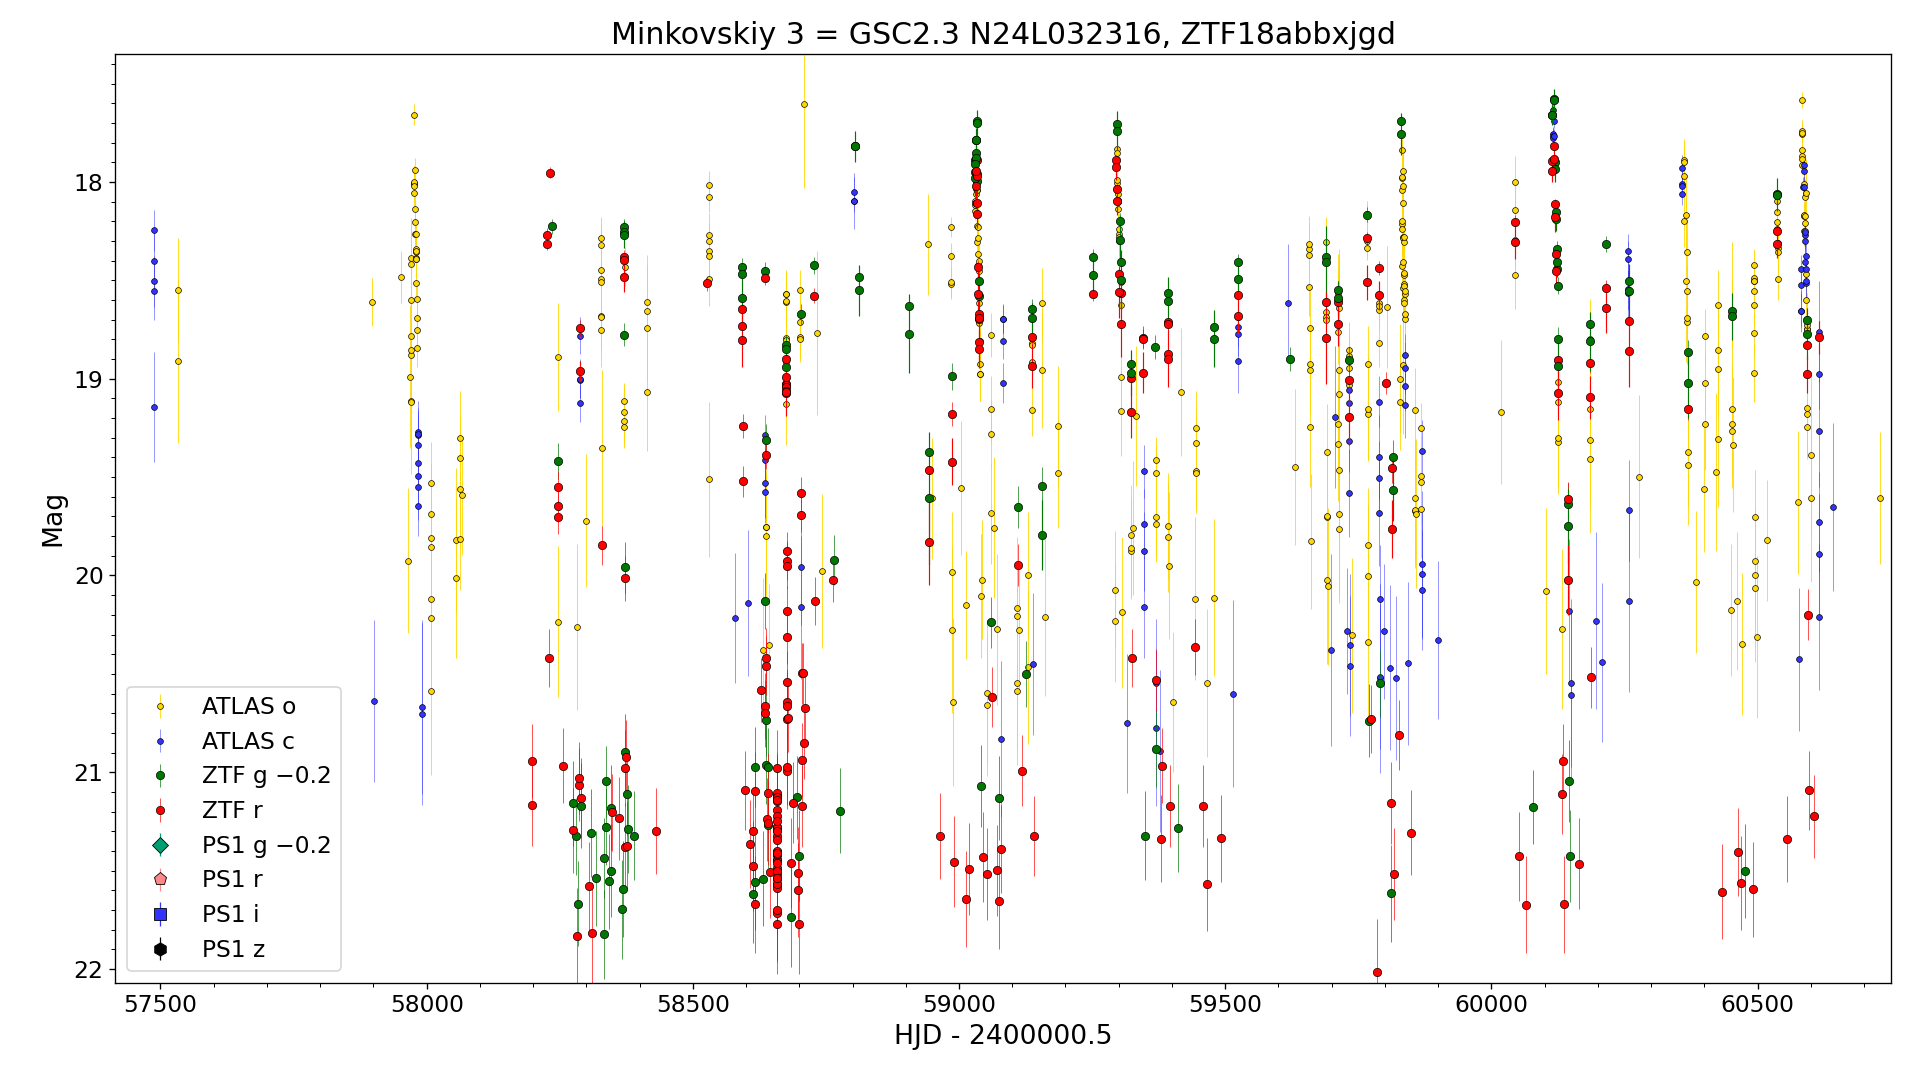 Minkovskiy 3 = GSC2.3 N24L032316, ZTF18abbxjgd
Mag
18
19
20
21
22
ATLAS o
ATLAS c
ZTF g −0.2
ZTF r
PS1 g −0.2
PS1 r
PS1 i
PS1 z
57500 58000 58500 59000 59500 60000 60500
HJD - 2400000.5